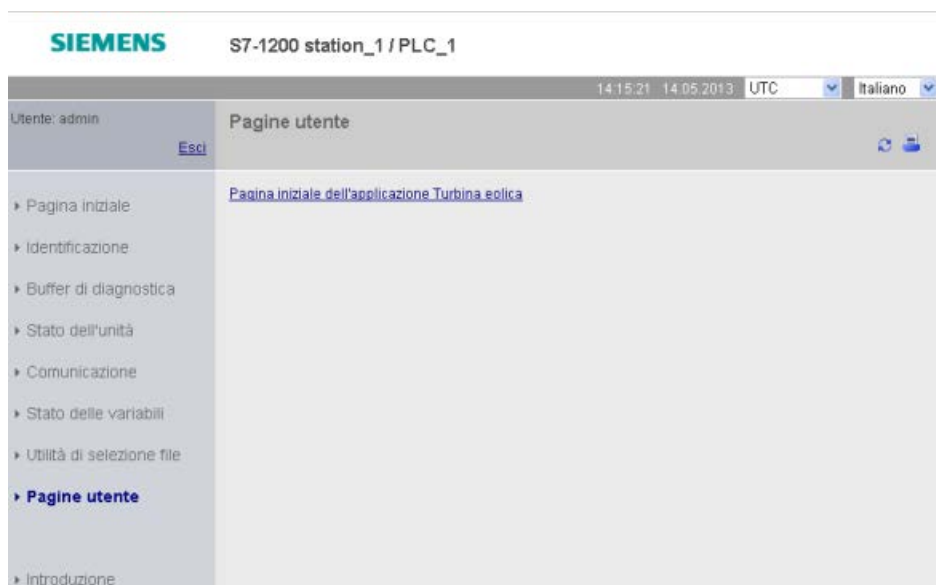 SIEMENS
S7-1200 station_1 / PLC_1
14:15:21 14.05.2013 UTC Italiano
Utente: admin
Esci
Pagine utente
Pagina iniziale dell'applicazione Turbina eolica
Pagina iniziale
Identificazione
Buffer di diagnostica
Stato dell'unità
Comunicazione
Stato delle variabili
Utilità di selezione file
Pagine utente
Introduzione